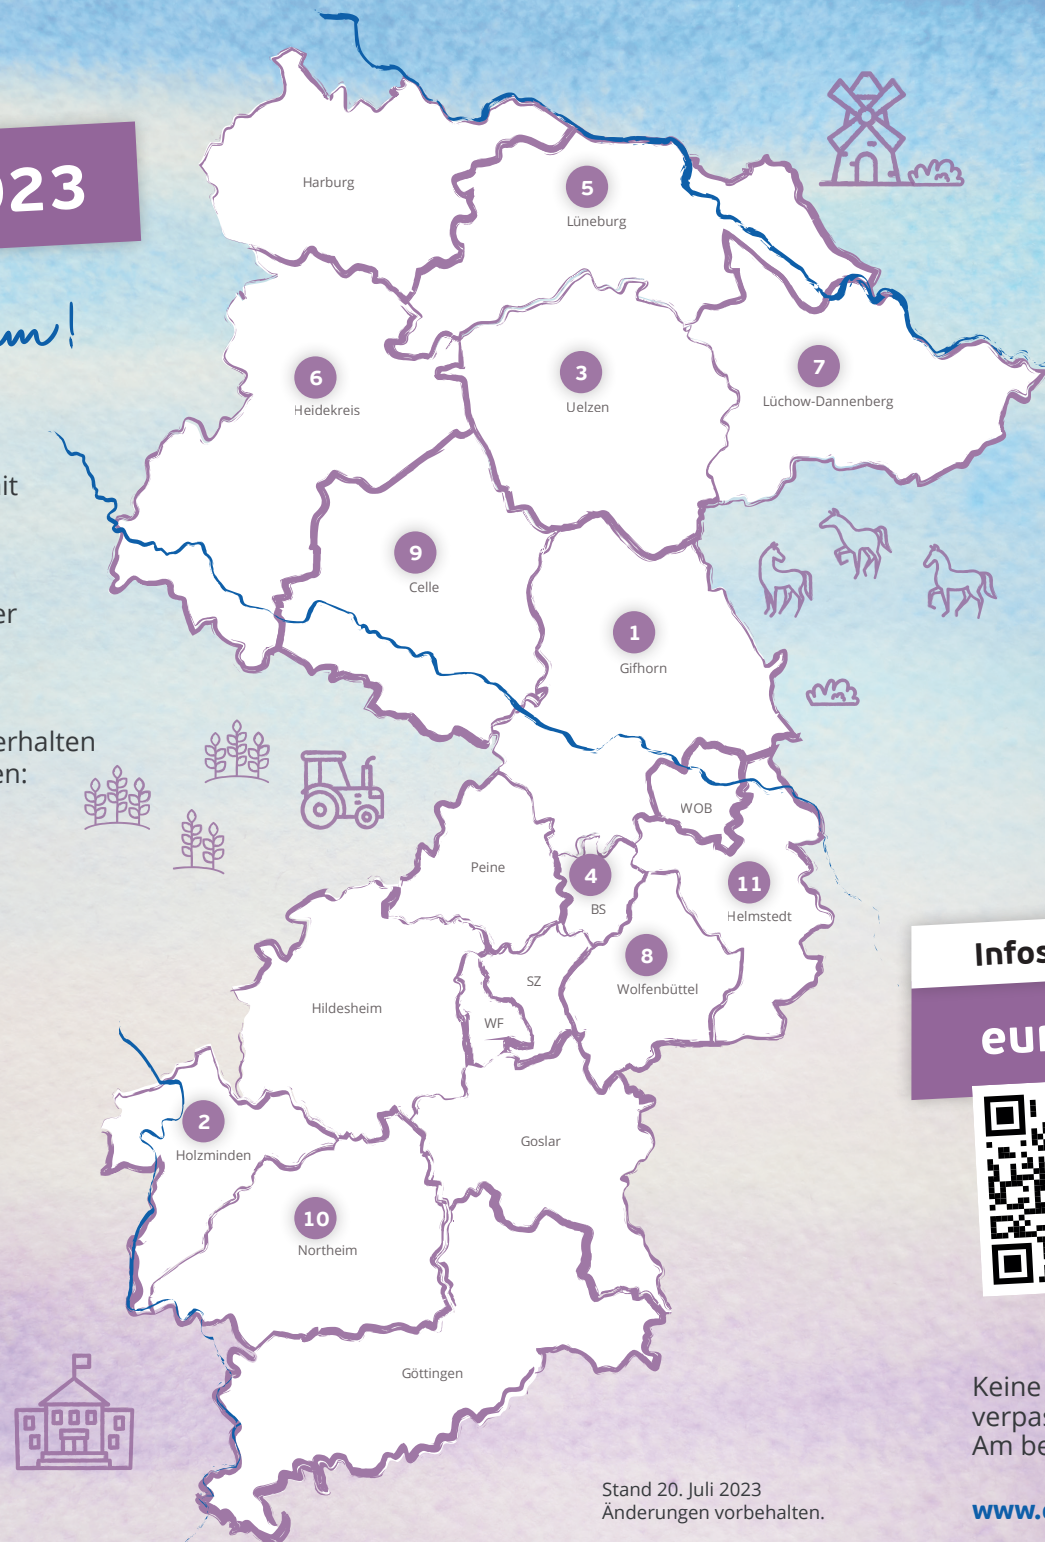 023
um!
Harburg
5
Lüneburg
6
Heidekreis
3
Uelzen
7
Lüchow-Dannenberg
it
er
9
Celle
1
Gifhorn
erhalten
en:
WOB
Peine
4
BS
11
Helmstedt
8
Wolfenbüttel
SZ
WF
Hildesheim
Infos
eur
2
Holzminden
Goslar
10
Northeim
Göttingen
Keine
verpas
Am be
www.
Stand 20. Juli 2023
Änderungen vorbehalten.